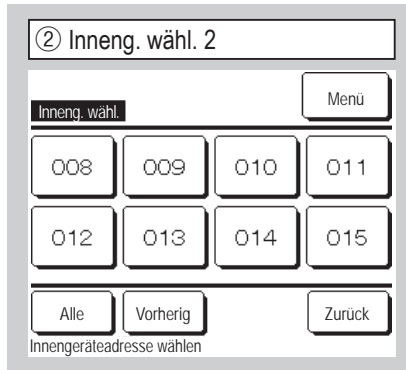 ② Inneng. wähl. 2
Menü
Inneng. wähl.
008 009 010 011
012 013 014 015
Alle Vorherig Zurück
Innengeräteadresse wählen